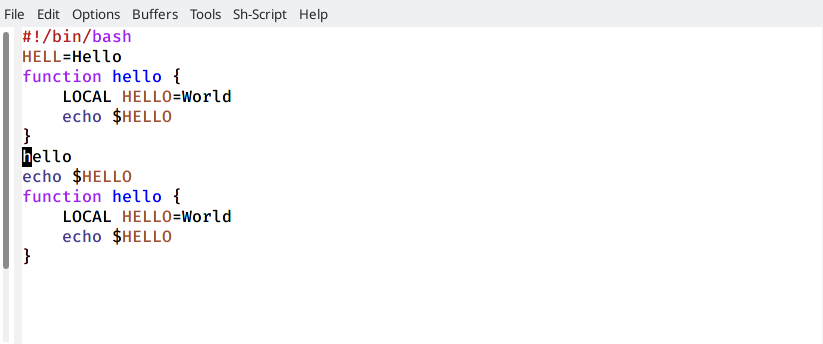 File Edit Options Buffers Tools Sh-Script Help
#!/bin/bash
HELL=Hello
function hello {
    LOCAL HELLO=World
    echo $HELLO
}
hello
echo $HELLO
function hello {
    LOCAL HELLO=World
    echo $HELLO
}